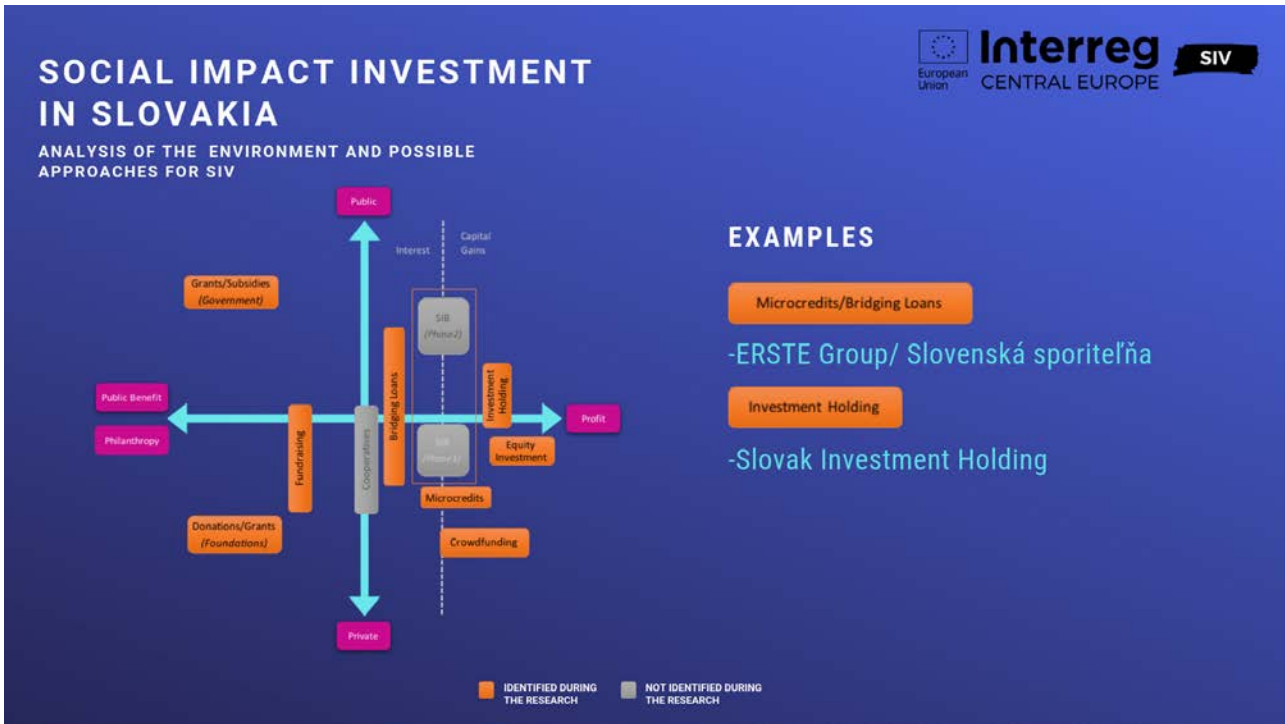 SOCIAL IMPACT INVESTMENT
IN SLOVAKIA
ANALYSIS OF THE ENVIRONMENT AND POSSIBLE
APPROACHES FOR SIV
European
Union
Interreg
CENTRAL EUROPE
SIV
Public
Interest
Capital
Gains
Grants/Subsidies
(Government)
SIB
(Phase2)
Bridging Loans
Investment
Holding
Public Benefit
Philanthropy
Profit
Fundraising
Cooperatives
SIB
(Phase1)
Equity
Investment
Microcredits
Donations/Grants
(Foundations)
Crowdfunding
Private
EXAMPLES
Microcredits/Bridging Loans
-ERSTE Group/ Slovenská sporiteľňa
Investment Holding
-Slovak Investment Holding
IDENTIFIED DURING
THE RESEARCH
NOT IDENTIFIED DURING
THE RESEARCH